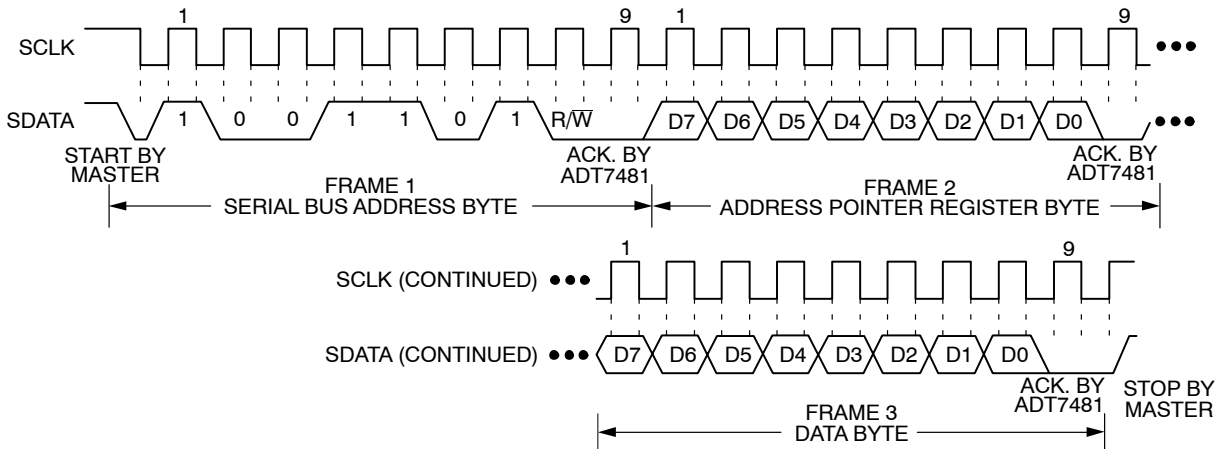 1 9 1 9
SCLK
SDATA 1 0 0 1 1 0 1 R/W̅ D7 D6 D5 D4 D3 D2 D1 D0
START BY
MASTER
ACK. BY
ADT7481
ACK. BY
ADT7481
FRAME 1
SERIAL BUS ADDRESS BYTE
FRAME 2
ADDRESS POINTER REGISTER BYTE
1 9
SCLK (CONTINUED)
SDATA (CONTINUED) D7 D6 D5 D4 D3 D2 D1 D0
ACK. BY
ADT7481
STOP BY
MASTER
FRAME 3
DATA BYTE